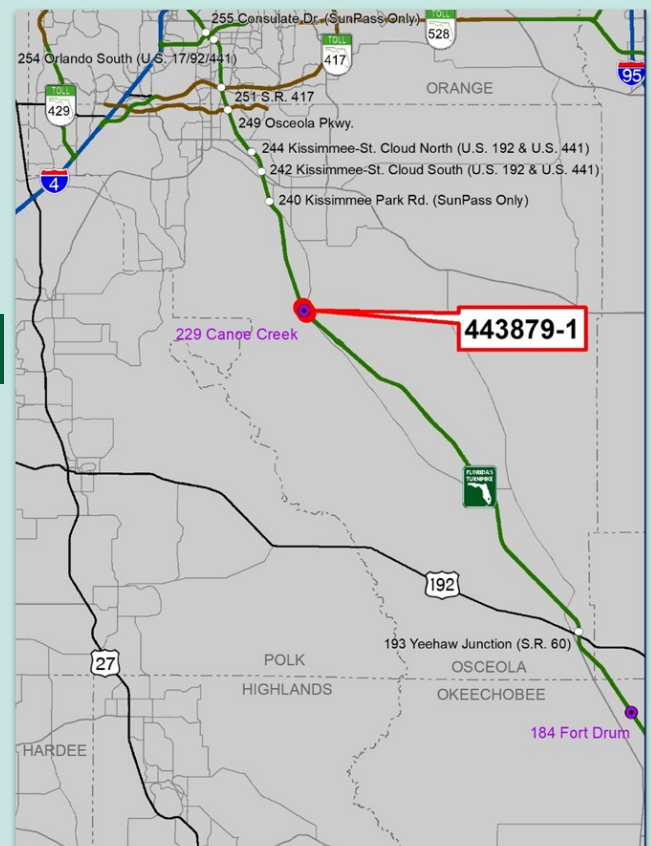 255 Consulate Dr. (SunPass Only)
TOLL
528
254 Orlando South (U.S. 17/92/441)
TOLL
417
95
TOLL
429
251 S.R. 417
ORANGE
249 Osceola Pkwy.
244 Kissimmee-St. Cloud North (U.S. 192 & U.S. 441)
242 Kissimmee-St. Cloud South (U.S. 192 & U.S. 441)
4
240 Kissimmee Park Rd. (SunPass Only)
229 Canoe Creek
443879-1
FLORIDA'S
TURNPIKE
192
193 Yeehaw Junction (S.R. 60)
27
POLK
OSCEOLA
HIGHLANDS
OKEECHOBEE
184 Fort Drum
HARDEE